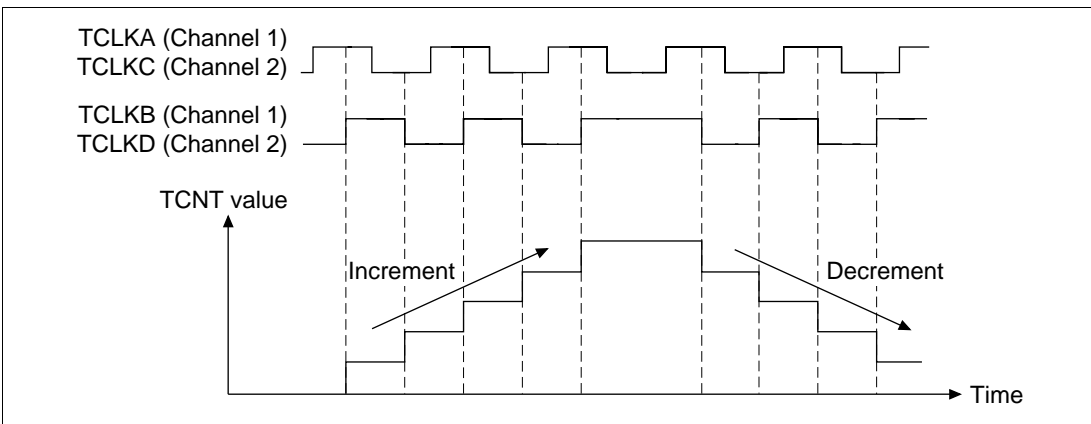 TCLKA (Channel 1)
TCLKC (Channel 2)
TCLKB (Channel 1)
TCLKD (Channel 2)
TCNT value
Increment
Decrement
Time